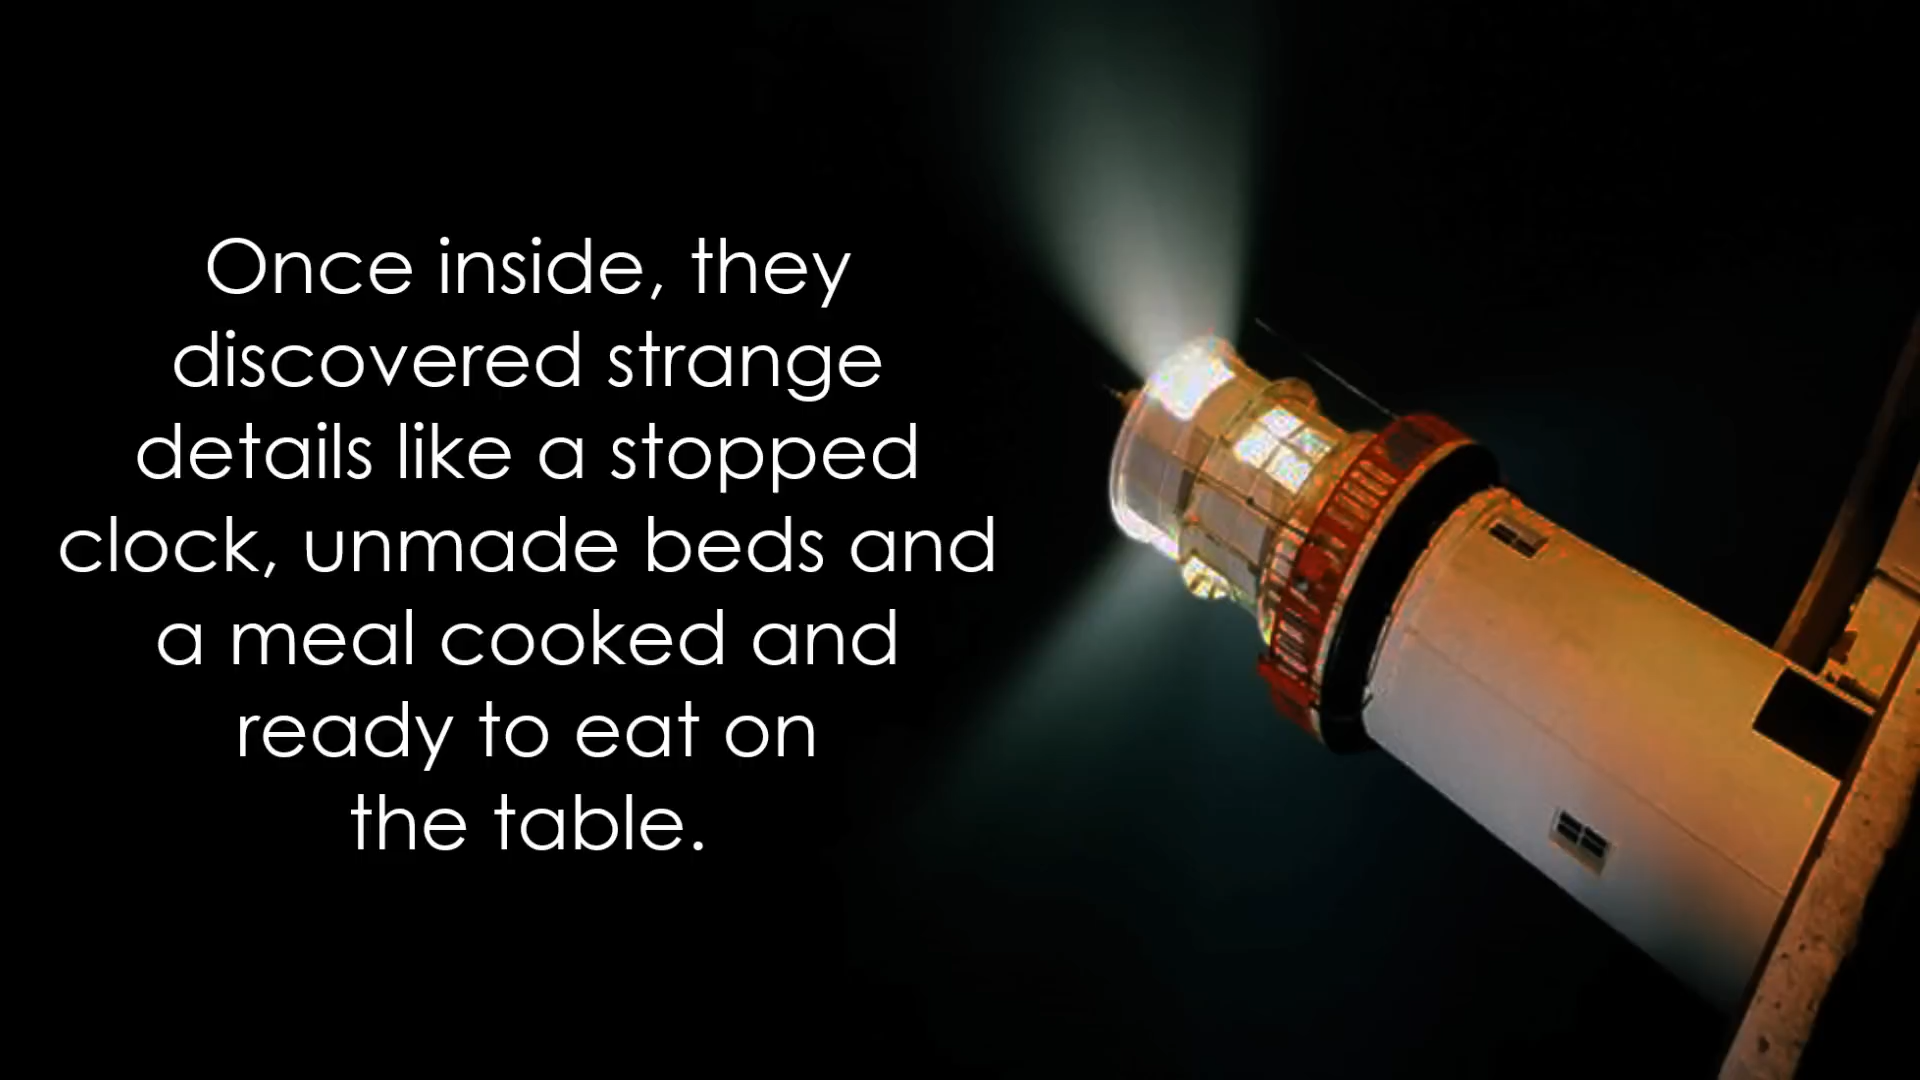 Once inside, they
discovered strange
details like a stopped
clock, unmade beds and
a meal cooked and
ready to eat on
the table.